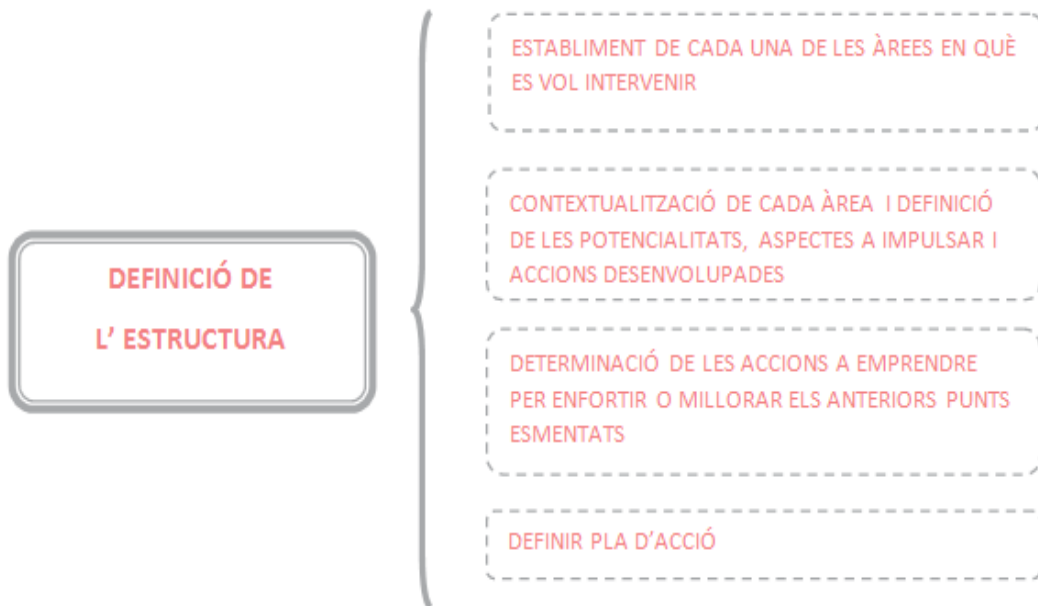 DEFINICIÓ DE
L' ESTRUCTURA
ESTABLIMENT DE CADA UNA DE LES ÀREES EN QUÈ
ES VOL INTERVENIR
CONTEXTUALITZACIÓ DE CADA ÀREA I DEFINICIÓ
DE LES POTENCIALITATS, ASPECTES A IMPULSAR I
ACCIONS DESENVOLUPADES
DETERMINACIÓ DE LES ACCIONS A EMPRENDRE
PER ENFORTIR O MILLORAR ELS ANTERIORS PUNTS
ESMENTATS
DEFINIR PLA D'ACCIÓ